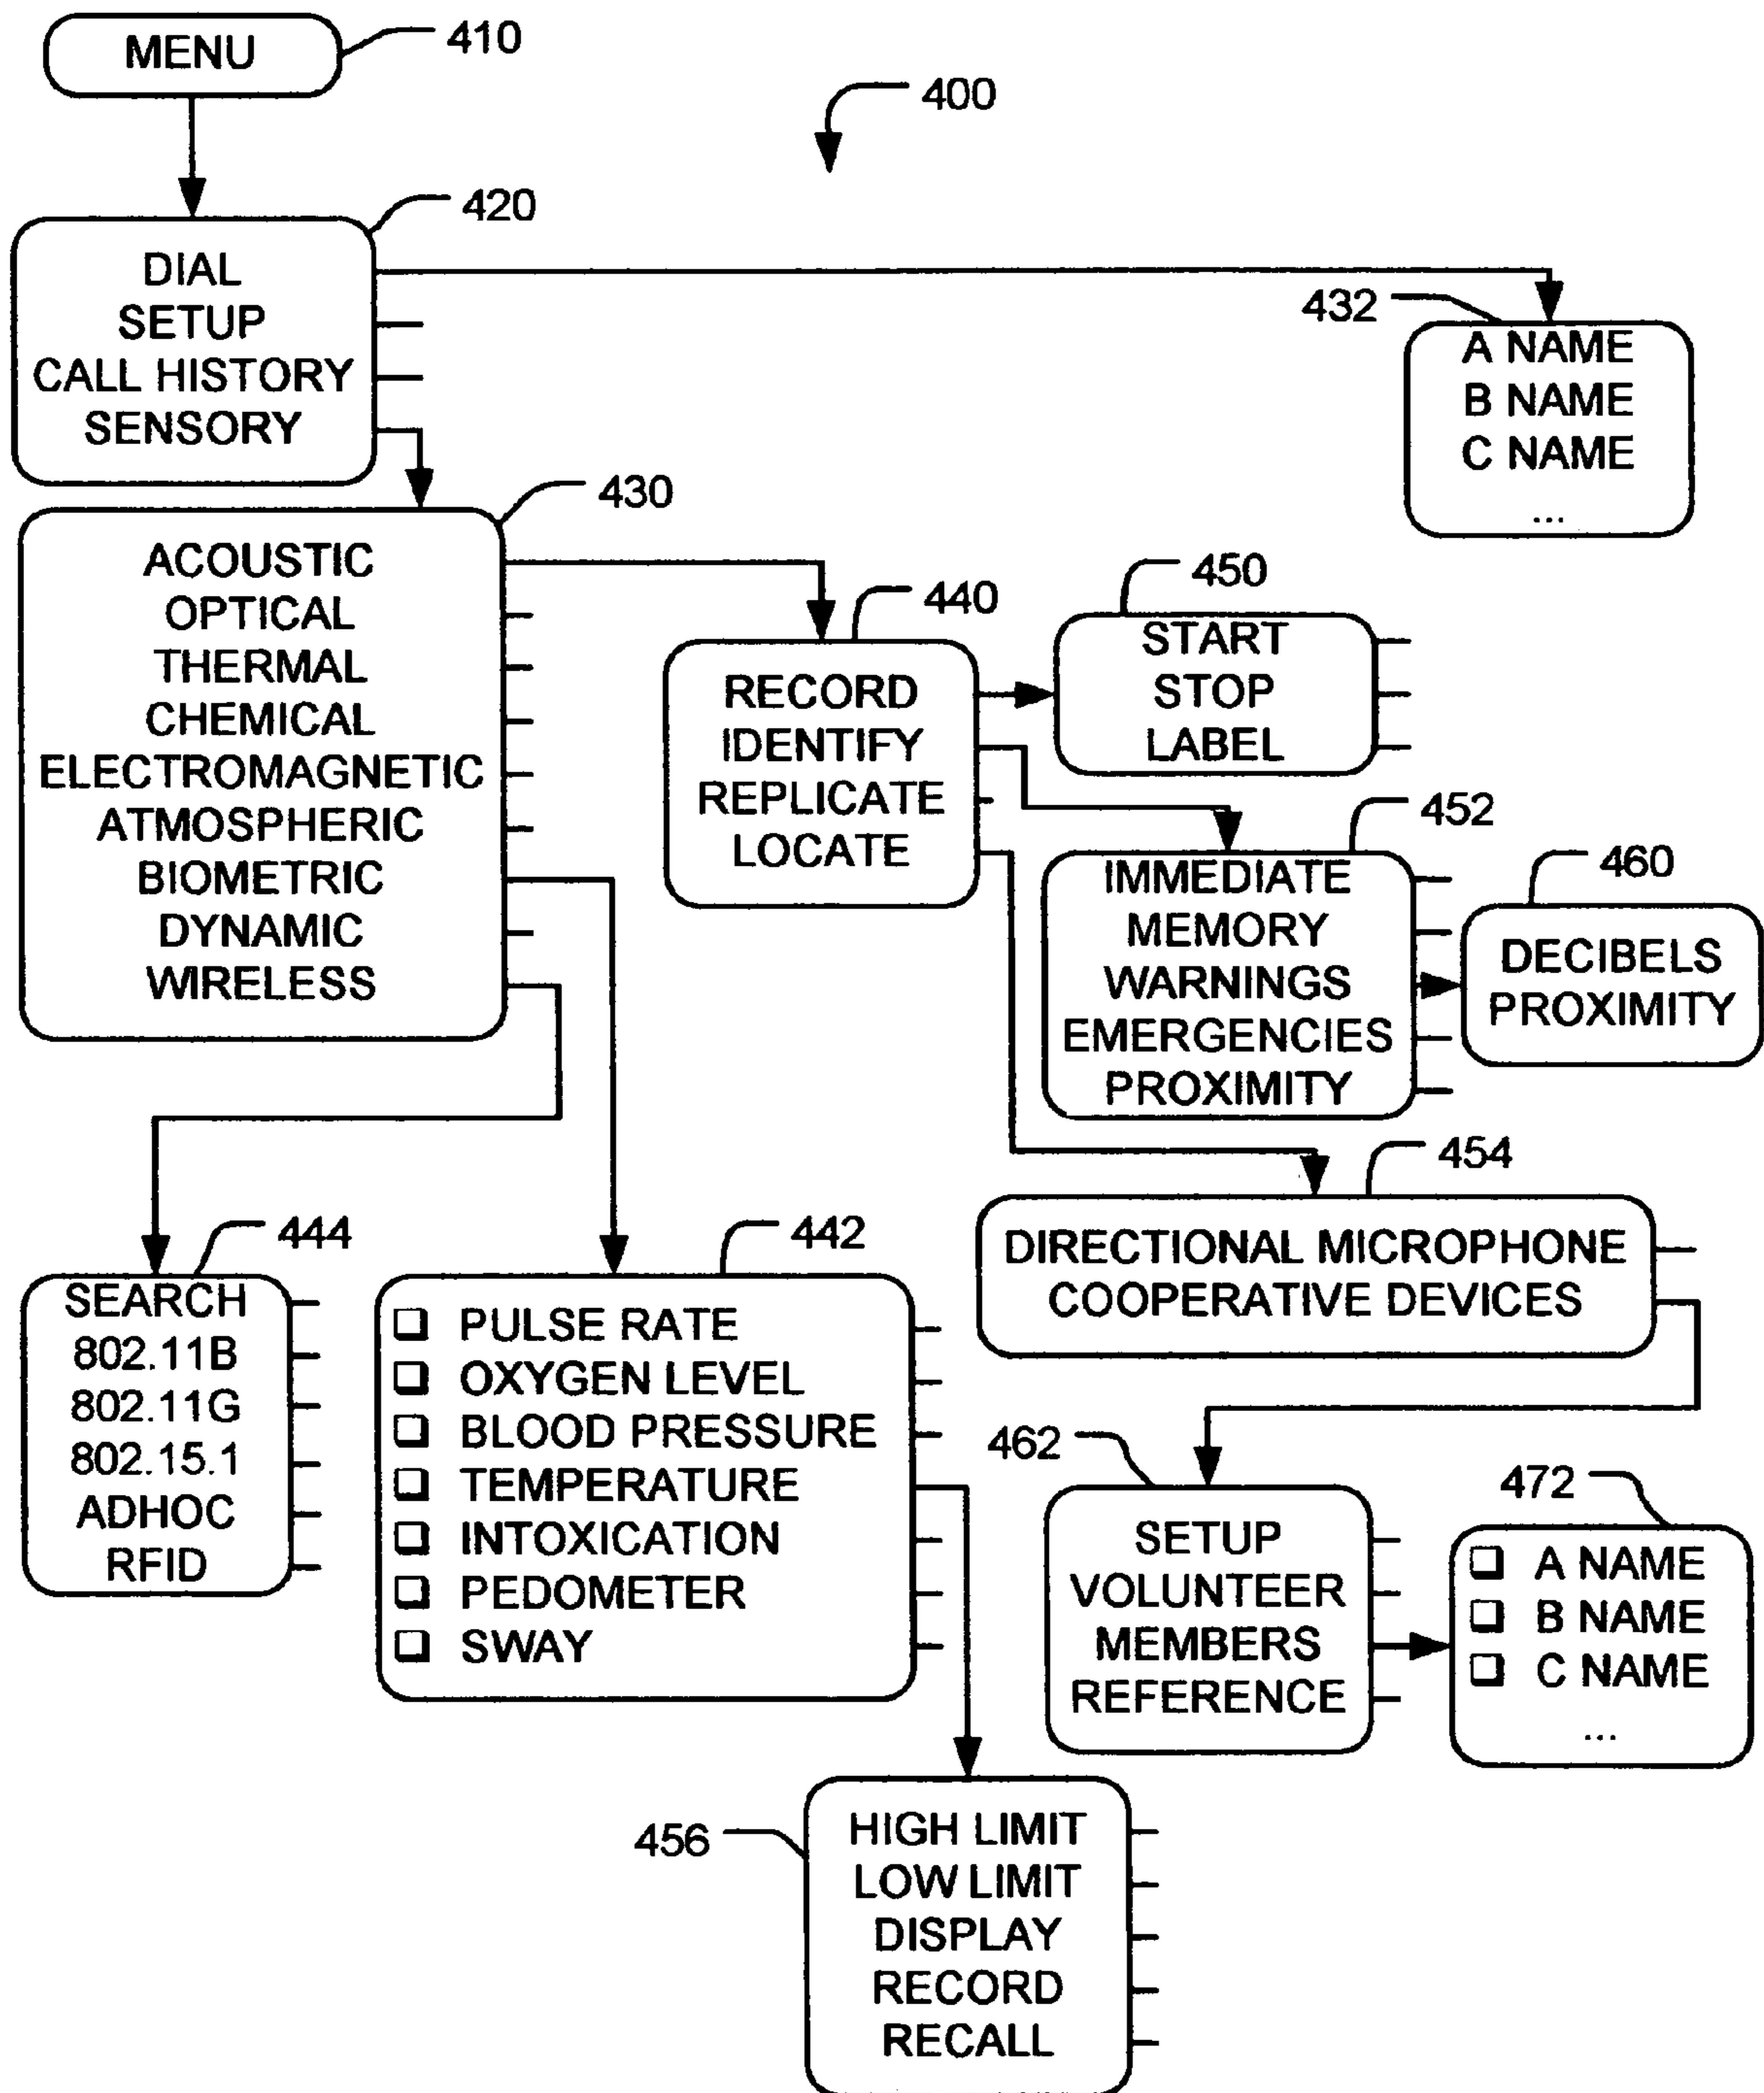 MENU
410
400
420
DIAL
SETUP
CALL HISTORY
SENSORY
432
A NAME
B NAME
C NAME
...
430
ACOUSTIC
OPTICAL
THERMAL
CHEMICAL
ELECTROMAGNETIC
ATMOSPHERIC
BIOMETRIC
DYNAMIC
WIRELESS
440
RECORD
IDENTIFY
REPLICATE
LOCATE
450
START
STOP
LABEL
452
IMMEDIATE
MEMORY
WARNINGS
EMERGENCIES
PROXIMITY
460
DECIBELS
PROXIMITY
454
DIRECTIONAL MICROPHONE
COOPERATIVE DEVICES
444
SEARCH
802.11B
802.11G
802.15.1
ADHOC
RFID
442
PULSE RATE
OXYGEN LEVEL
BLOOD PRESSURE
TEMPERATURE
INTOXICATION
PEDOMETER
SWAY
462
SETUP
VOLUNTEER
MEMBERS
REFERENCE
472
A NAME
B NAME
C NAME
...
456
HIGH LIMIT
LOW LIMIT
DISPLAY
RECORD
RECALL